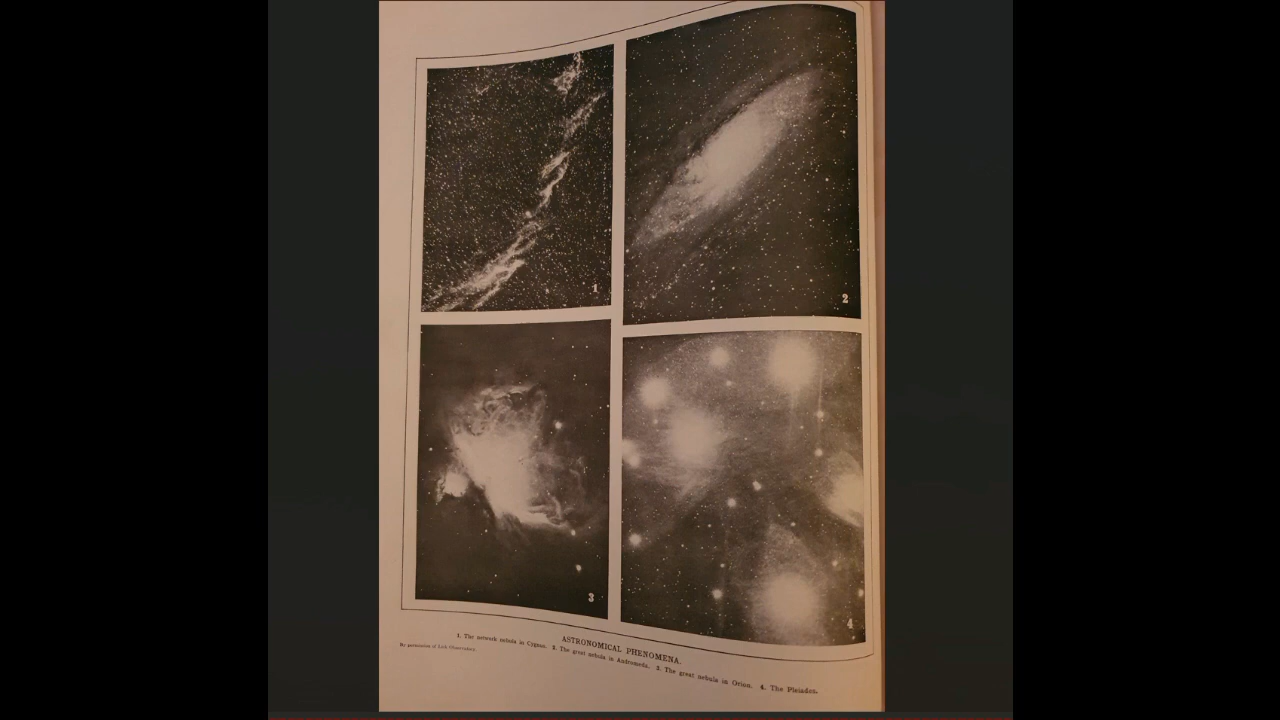 1
2
3
4
ASTRONOMICAL PHENOMENA.
1. The network nebula in Cygnus. 2. The great nebula in Andromeda. 3. The great nebula in Orion. 4. The Pleiades.
By permission of Lick Observatory.